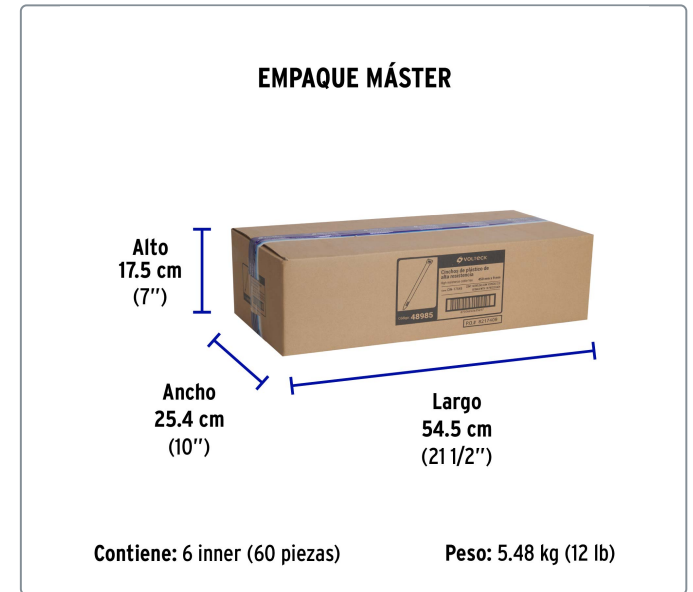 EMPAQUE MÁSTER
Alto
17.5 cm
(7’’)
Ancho
25.4 cm
(10’’)
Largo
54.5 cm
(21 1/2’’)
VOLTECK
Cinchos de plástico de
alta resistencia
48985
Contiene: 6 inner (60 piezas)
Peso: 5.48 kg (12 lb)